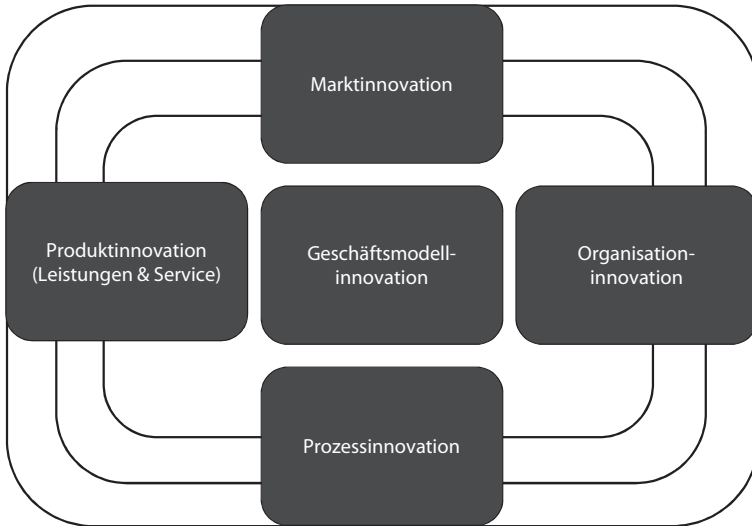 Marktinnovation
Produktinnovation
(Leistungen & Service)
Geschäftsmodell-
innovation
Organisation-
innovation
Prozessinnovation